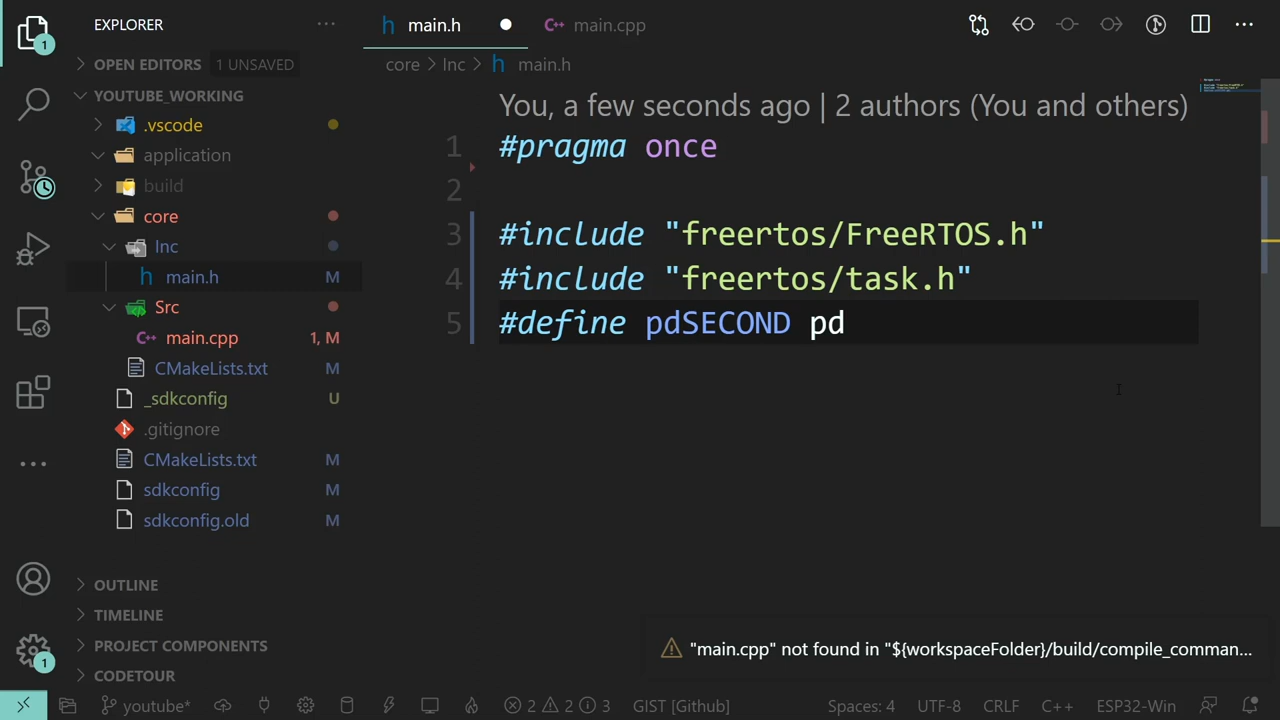 EXPLORER
main.h
main.cpp
OPEN EDITORS 1 UNSAVED
core > Inc > h main.h
YOUTUBE_WORKING
You, a few seconds ago | 2 authors (You and others)
.vscode
1 #pragma once
application
build
2
core
3 #include "freertos/FreeRTOS.h"
Inc
main.h M
4 #include "freertos/task.h"
Src
5 #define pdSECOND pd
main.cpp 1, M
CMakeLists.txt M
_sdkconfig U
.gitignore
CMakeLists.txt M
sdkconfig M
sdkconfig.old M
OUTLINE
TIMELINE
PROJECT COMPONENTS
"main.cpp" not found in "${workspaceFolder}/build/compile_comman...
CODETOUR
youtube* 2 2 3 GIST [Github] Spaces: 4 UTF-8 CRLF C++ ESP32-Win